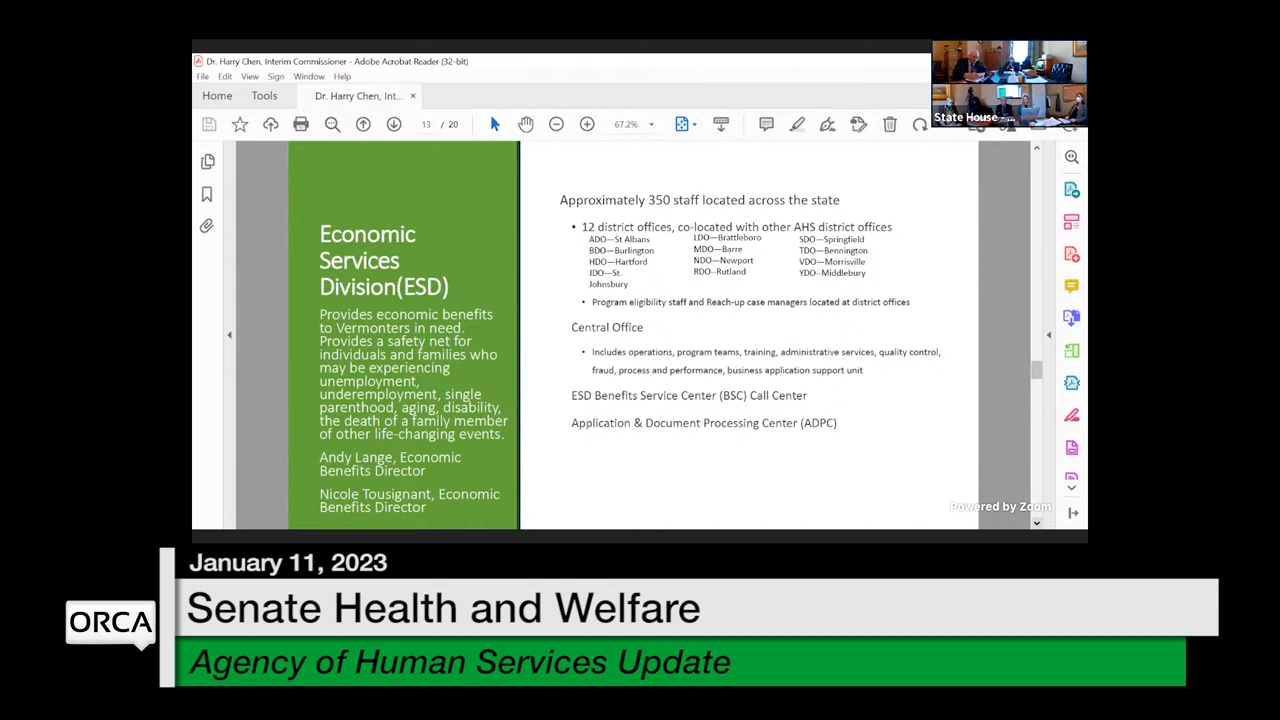 Dr. Harry Chen, Interim Commissioner - Adobe Acrobat Reader (32-bit)
File Edit View Sign Window Help
Home Tools Dr. Harry Chen, Int... ×
13 / 20 67.2%
State House - ...
Economic
Services
Division(ESD)
Provides economic benefits
to Vermonters in need.
Provides a safety net for
individuals and families who
may be experiencing
unemployment,
underemployment, single
parenthood, aging, disability,
the death of a family member
of other life-changing events.
Andy Lange, Economic
Benefits Director
Nicole Tousignant, Economic
Benefits Director
Approximately 350 staff located across the state
• 12 district offices, co-located with other AHS district offices
ADO—St Albans LDO—Brattleboro SDO—Springfield
BDO—Burlington MDO—Barre TDO—Bennington
HDO—Hartford NDO—Newport VDO—Morrisville
JDO—St. RDO–Rutland YDO–Middlebury
Johnsbury
• Program eligibility staff and Reach-up case managers located at district offices
Central Office
• Includes operations, program teams, training, administrative services, quality control,
fraud, process and performance, business application support unit
ESD Benefits Service Center (BSC) Call Center
Application & Document Processing Center (ADPC)
Powered by Zoom
January 11, 2023
ORCA
Senate Health and Welfare
Agency of Human Services Update